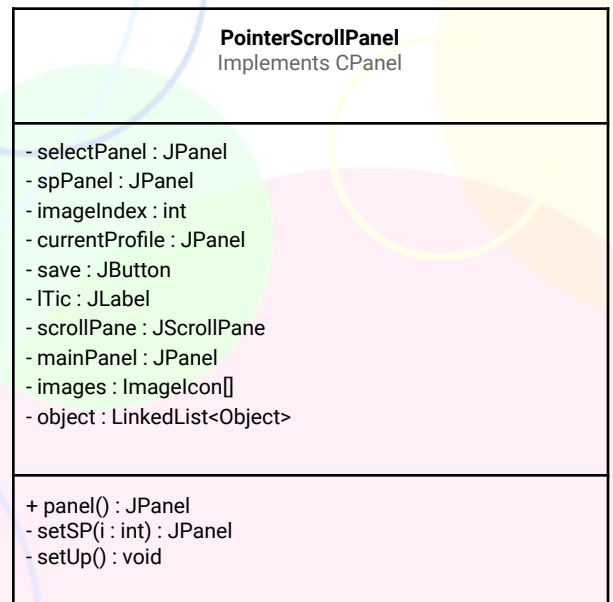 PointerScrollPanel
Implements CPanel
- selectPanel : JPanel
- spPanel : JPanel
- imageIndex : int
- currentProfile : JPanel
- save : JButton
- lTic : JLabel
- scrollPane : JScrollPane
- mainPanel : JPanel
- images : ImageIcon[]
- object : LinkedList<Object>
+ panel() : JPanel
- setSP(i : int) : JPanel
- setUp() : void